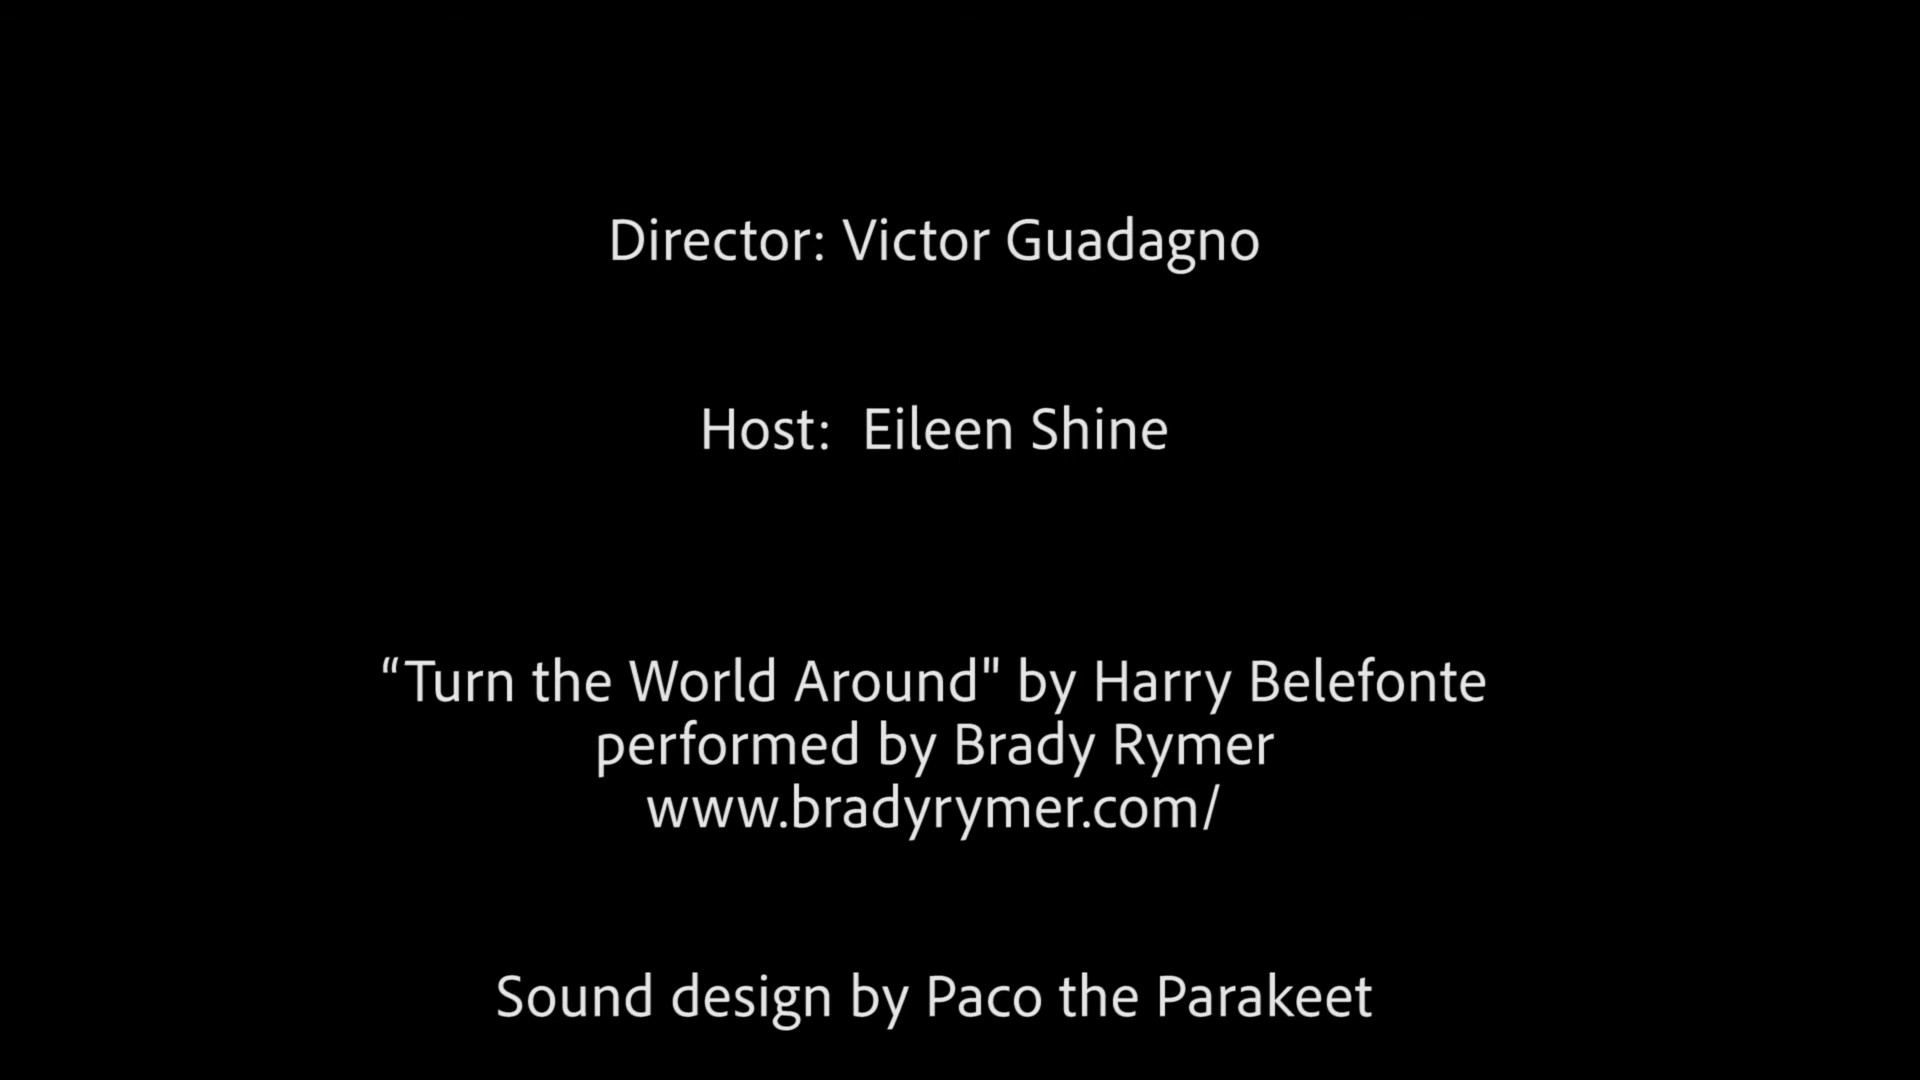 Director: Victor Guadagno
Host:  Eileen Shine
“Turn the World Around" by Harry Belefonte
performed by Brady Rymer
www.bradyrymer.com/
Sound design by Paco the Parakeet